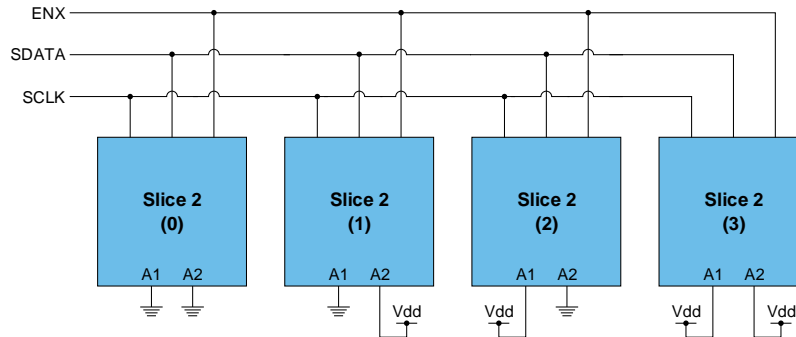 ENX
SDATA
SCLK
Slice 2 Slice 2 Slice 2 Slice 2
(0) (1) (2) (3)
A1 A2 A1 A2 A1 A2 A1 A2
Vdd Vdd Vdd Vdd